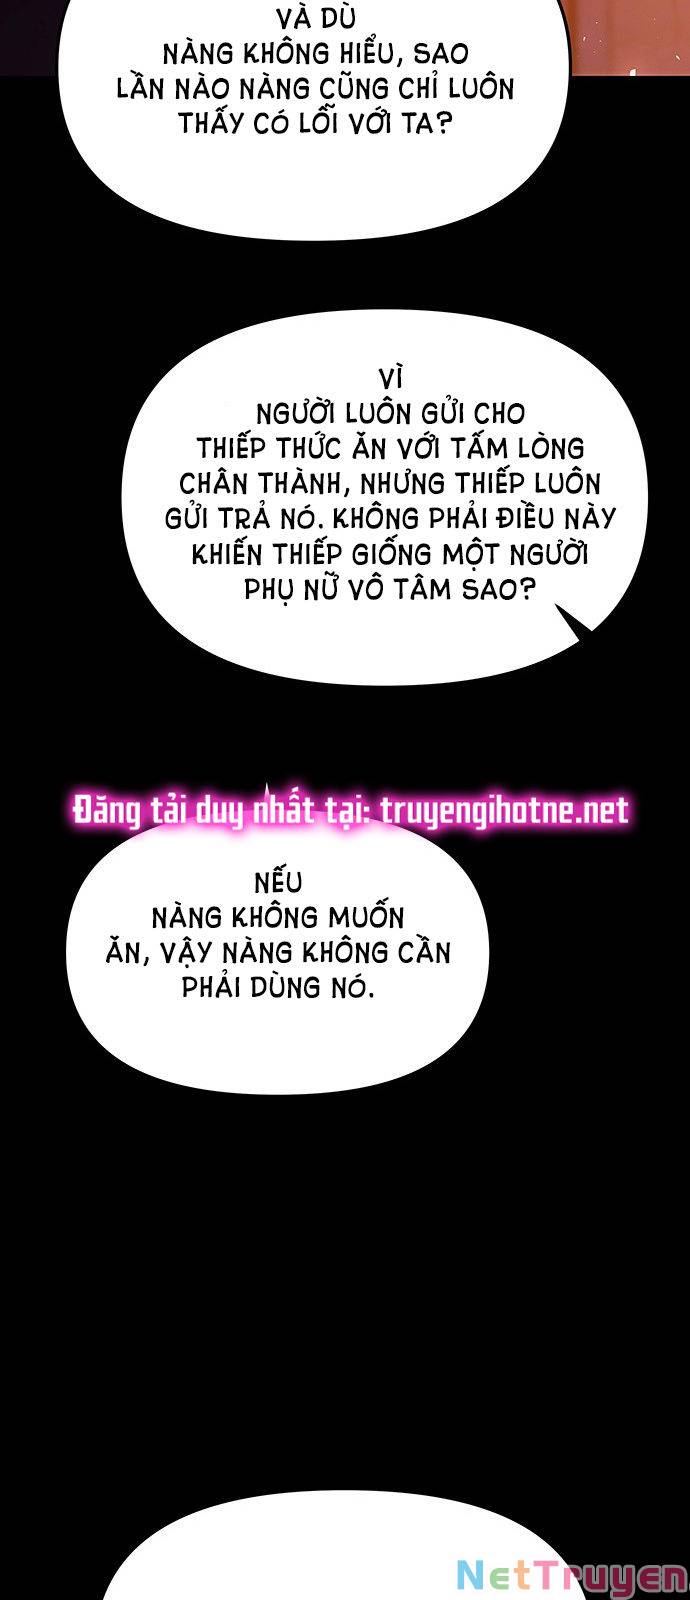 VÀ DÙ
NÀNG KHÔNG HIỂU, SAO
LẦN NÀO NÀNG CŨNG CHỈ LUÔN
THẤY CÓ LỖI VỚI TA?
VÌ
NGƯỜI LUÔN GỬI CHO
THIẾP THỨC ĂN VỚI TẤM LÒNG
CHÂN THÀNH, NHƯNG THIẾP LUÔN
GỬI TRẢ NÓ. KHÔNG PHẢI ĐIỀU NÀY
KHIẾN THIẾP GIỐNG MỘT NGƯỜI
PHỤ NỮ VÔ TÂM SAO?
Đăng tải duy nhất tại: truyengihotne.net
NẾU
NÀNG KHÔNG MUỐN
ĂN, VẬY NÀNG KHÔNG CẦN
PHẢI DÙNG NÓ.
NetTruyen